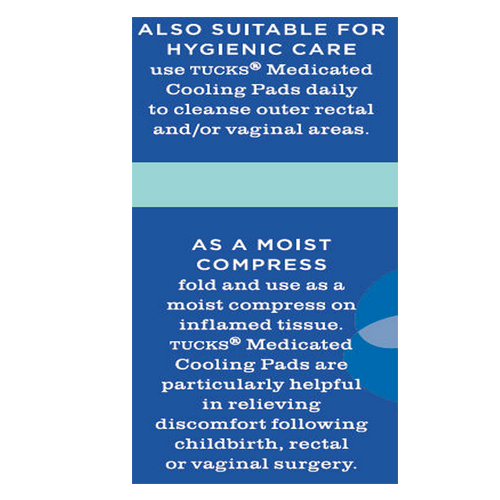 ALSO SUITABLE FOR
HYGIENIC CARE
use TUCKS® Medicated
Cooling Pads daily
to cleanse outer rectal
and/or vaginal areas.
AS A MOIST
COMPRESS
fold and use as a
moist compress on
inflamed tissue.
TUCKS® Medicated
Cooling Pads are
particularly helpful
in relieving
discomfort following
childbirth, rectal
or vaginal surgery.